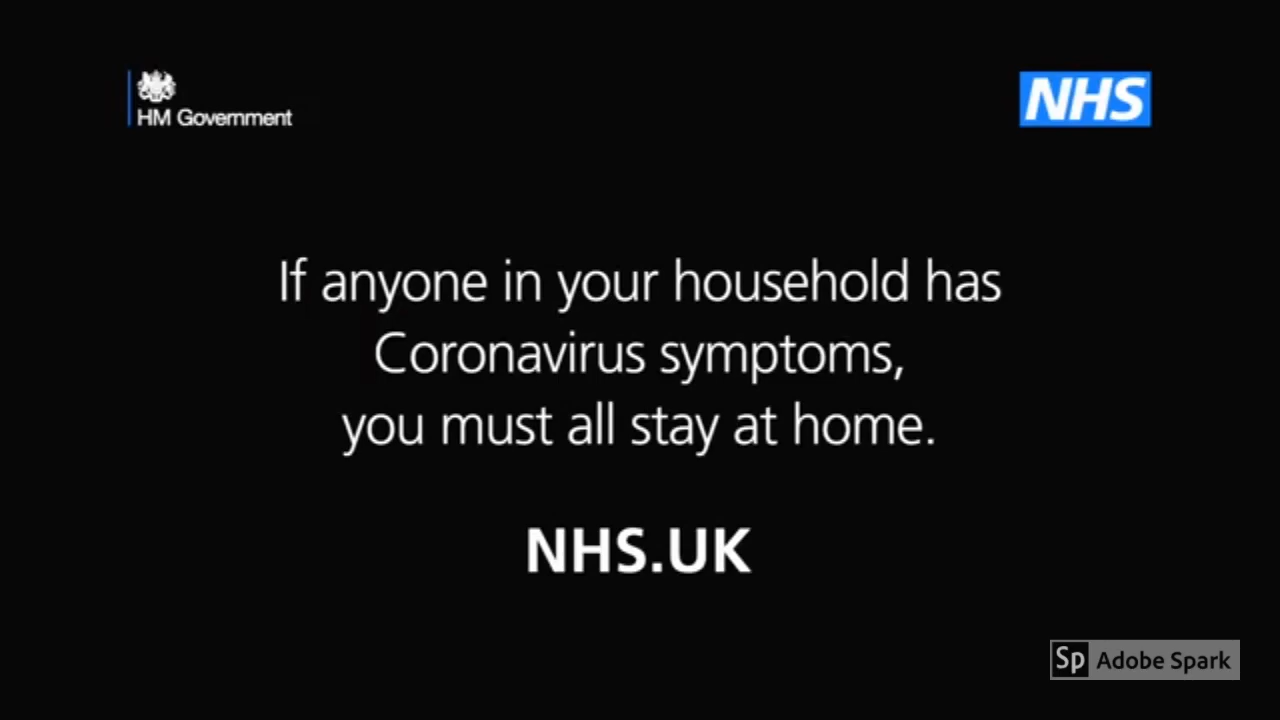 HM Government
NHS
If anyone in your household has
Coronavirus symptoms,
you must all stay at home.
NHS.UK
Sp Adobe Spark